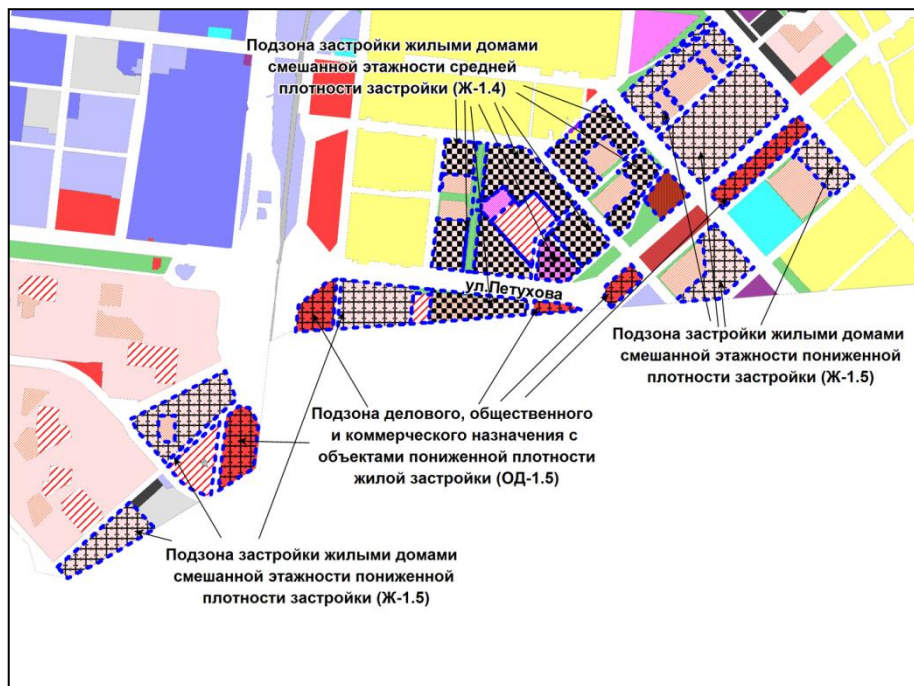 Подзона застройки жилыми домами
смешанной этажности средней
плотности застройки (Ж-1.4)
ул.Петухова
Подзона застройки жилыми домами
смешанной этажности пониженной
плотности застройки (Ж-1.5)
Подзона делового, общественного
и коммерческого назначения с
объектами пониженной плотности
жилой застройки (ОД-1.5)
Подзона застройки жилыми домами
смешанной этажности пониженной
плотности застройки (Ж-1.5)